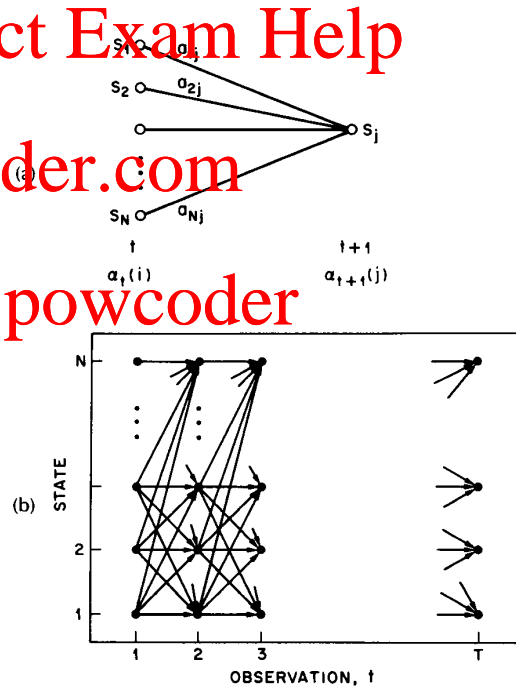 ct Exam Help
S1 a1j
S2 a2j
Sj
der.com
(a)
SN aNj
t t+1
αt(i) αt+1(j)
powcoder
N
STATE
(b)
2
1
1 2 3 T
OBSERVATION, t